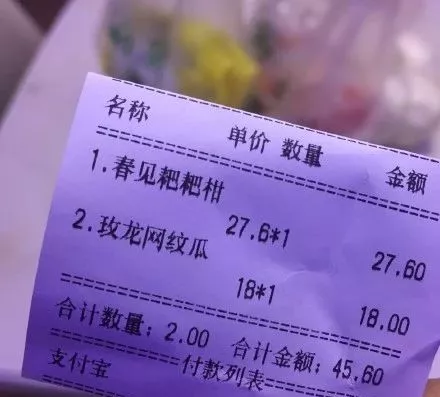 名称 单价 数量 金额
1.春见粑粑柑
27.6*1 27.60
2.玫龙网纹瓜
18*1 18.00
合计数量：2.00 合计金额：45.60
付款列表
支付宝